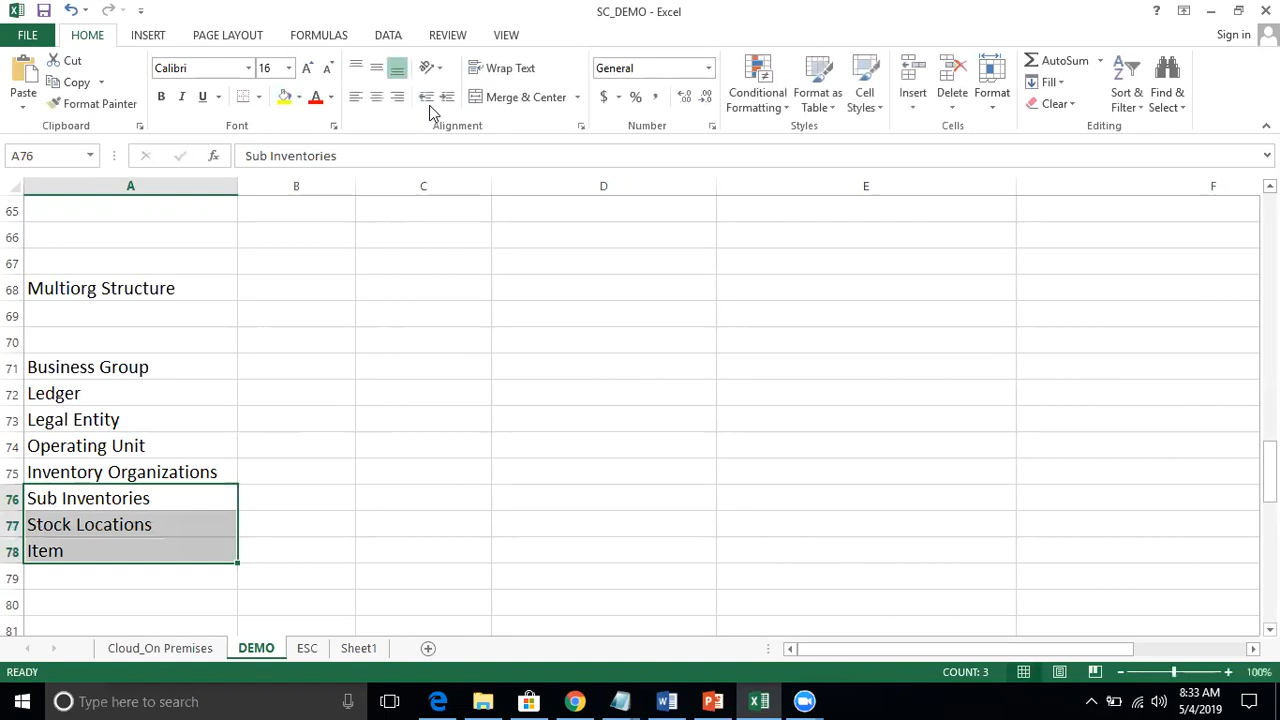 SC_DEMO - Excel
?
FILE HOME INSERT PAGE LAYOUT FORMULAS DATA REVIEW VIEW Sign in
Paste
Cut
Copy
Format Painter
Clipboard
Calibri 16
B I U A
Font
Wrap Text
Merge & Center
Alignment
General
$ % ,
Number
Conditional Formatting
Format as Table
Cell Styles
Styles
Insert
Delete
Format
Cells
AutoSum
Fill
Clear
Sort & Filter
Find & Select
Editing
A76 fx Sub Inventories
A B C D E F
65
66
67
68 Multiorg Structure
69
70
71 Business Group
72 Ledger
73 Legal Entity
74 Operating Unit
75 Inventory Organizations
76 Sub Inventories
77 Stock Locations
78 Item
79
80
81
Cloud_On Premises DEMO ESC Sheet1
READY COUNT: 3 100%
Type here to search
8:33 AM
5/4/2019